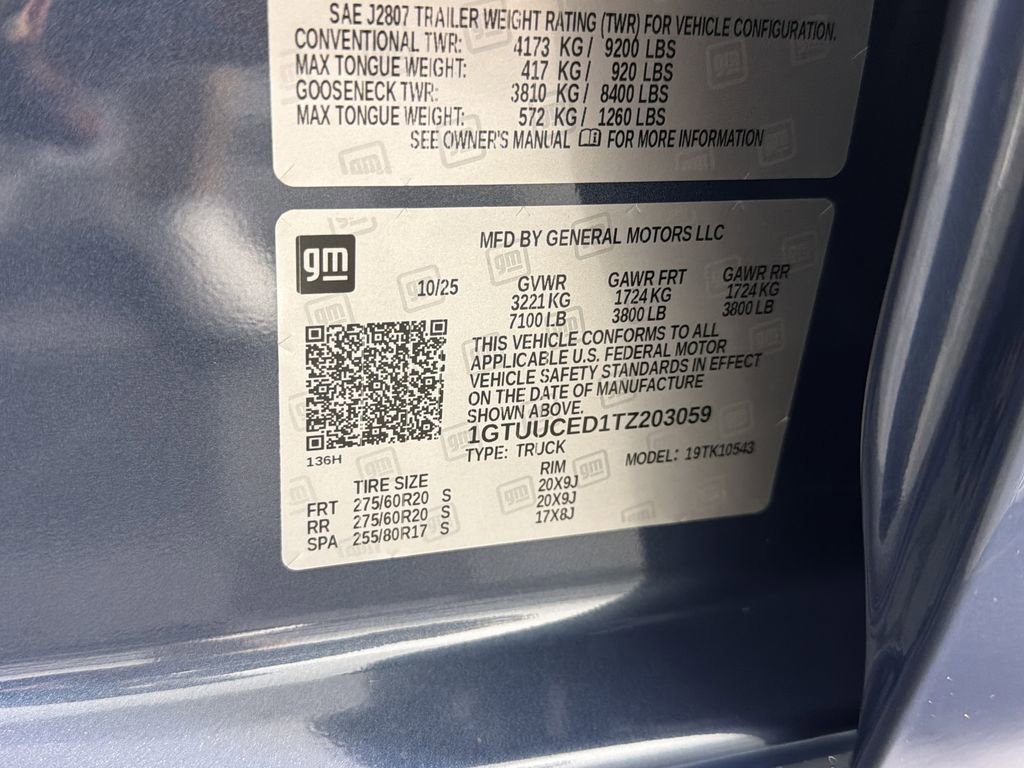 SAE J2807 TRAILER WEIGHT RATING (TWR) FOR VEHICLE CONFIGURATION.
CONVENTIONAL TWR: 4173 KG / 9200 LBS
MAX TONGUE WEIGHT: 417 KG / 920 LBS
GOOSENECK TWR: 3810 KG / 8400 LBS
MAX TONGUE WEIGHT: 572 KG / 1260 LBS
SEE OWNER'S MANUAL FOR MORE INFORMATION
gm
MFD BY GENERAL MOTORS LLC
10/25 GVWR GAWR FRT GAWR RR
3221 KG 1724 KG 1724 KG
7100 LB 3800 LB 3800 LB
THIS VEHICLE CONFORMS TO ALL
APPLICABLE U.S. FEDERAL MOTOR
VEHICLE SAFETY STANDARDS IN EFFECT
ON THE DATE OF MANUFACTURE
SHOWN ABOVE.
1GTUUCED1TZ203059
136H
TYPE: TRUCK MODEL: 19TK10543
TIRE SIZE RIM
FRT 275/60R20 S 20X9J
RR 275/60R20 S 20X9J
SPA 255/80R17 S 17X8J